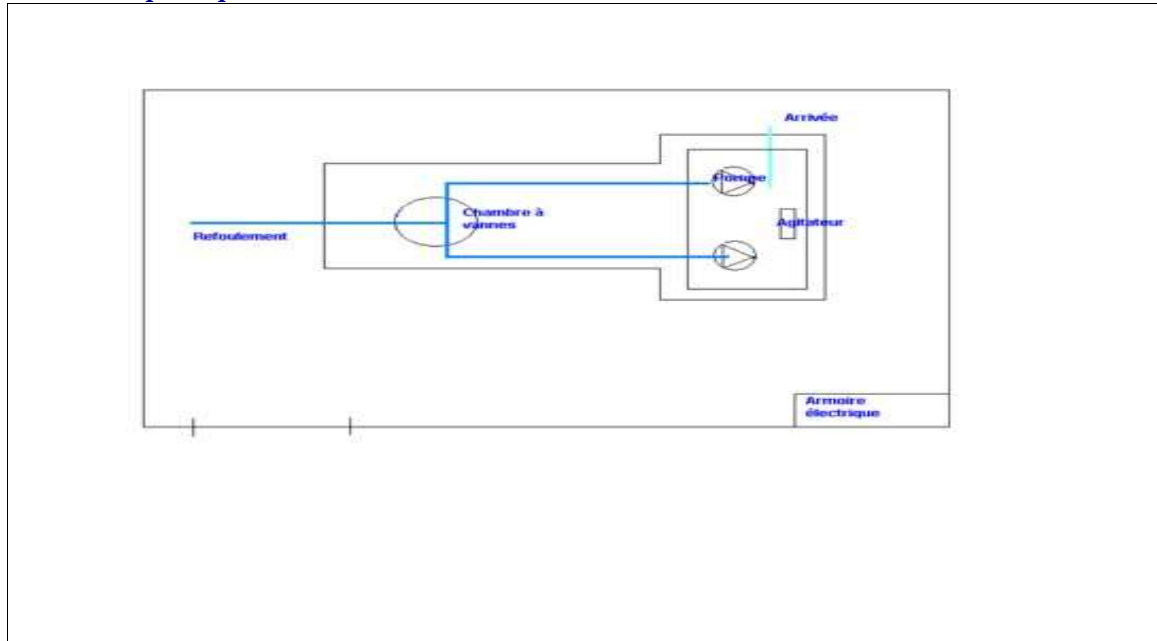 Arrivée
Pompe
Chambre à
vannes
Agitateur
Refoulement
Armoire
électrique